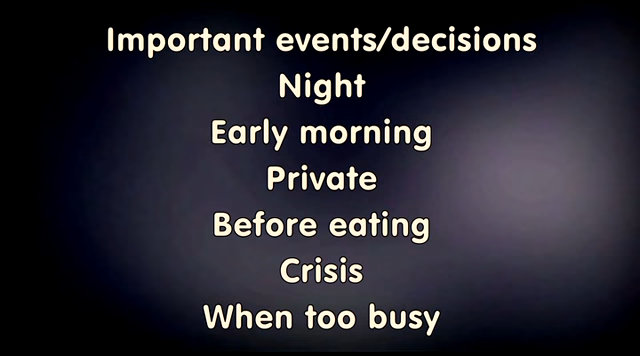 Important events/decisions
Night
Early morning
Private
Before eating
Crisis
When too busy